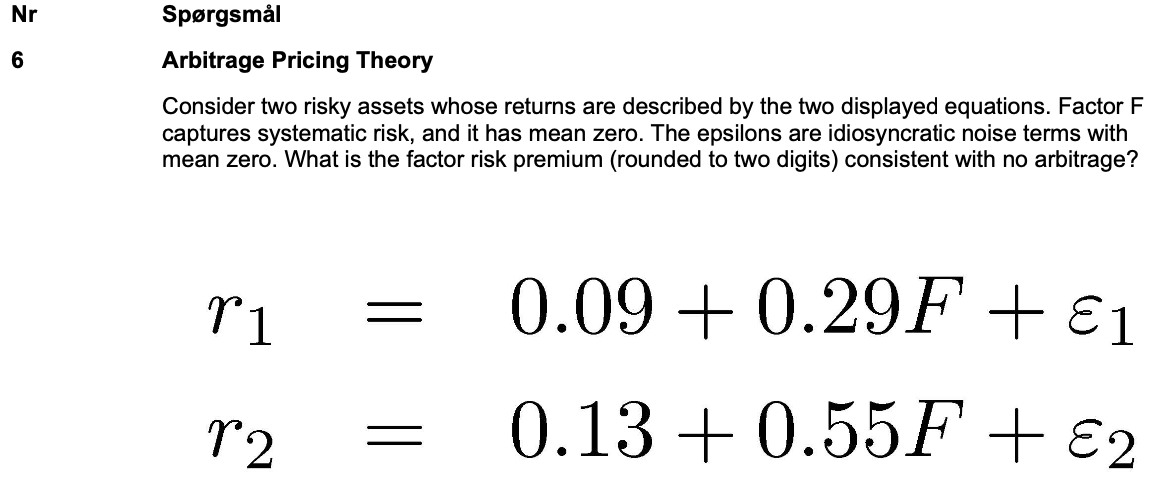 Nr Spørgsmål
6 Arbitrage Pricing Theory
Consider two risky assets whose returns are described by the two displayed equations. Factor F
captures systematic risk, and it has mean zero. The epsilons are idiosyncratic noise terms with
mean zero. What is the factor risk premium (rounded to two digits) consistent with no arbitrage?
r₁ = 0.09 + 0.29F + ε₁
r₂ = 0.13 + 0.55F + ε₂